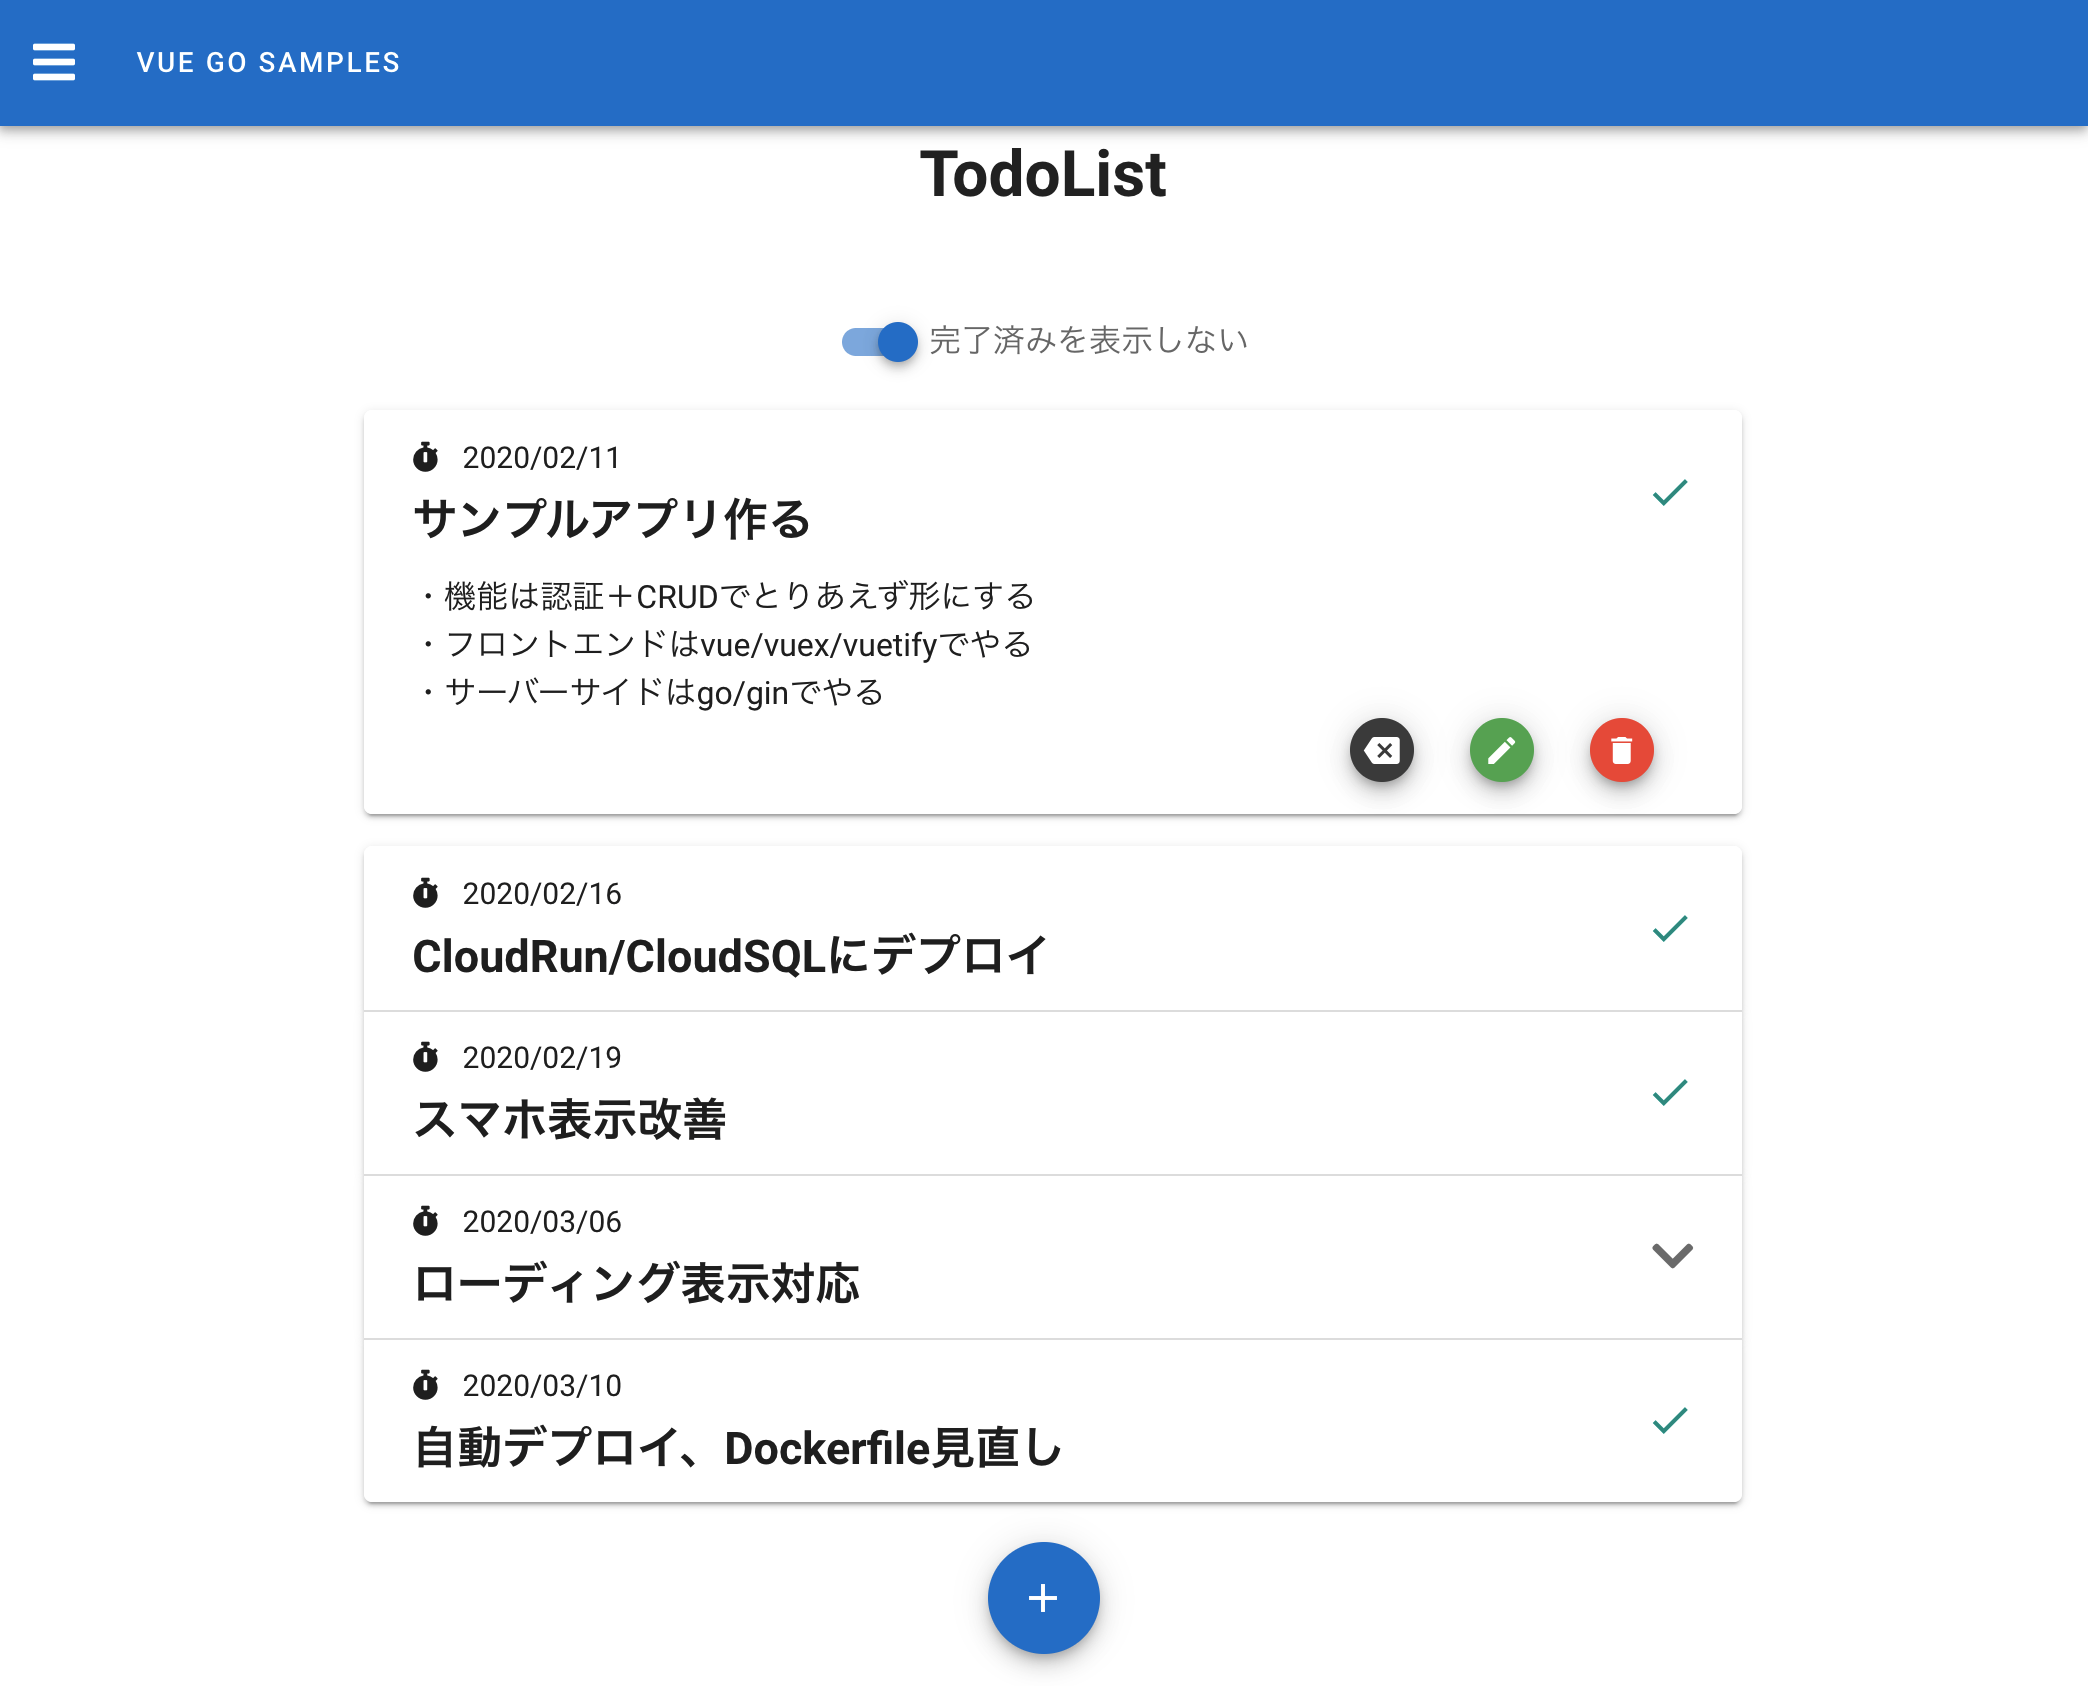 VUE GO SAMPLES
TodoList
完了済みを表示しない
2020/02/11
サンプルアプリ作る
・機能は認証＋CRUDでとりあえず形にする
・フロントエンドはvue/vuex/vuetifyでやる
・サーバーサイドはgo/ginでやる
2020/02/16
CloudRun/CloudSQLにデプロイ
2020/02/19
スマホ表示改善
2020/03/06
ローディング表示対応
2020/03/10
自動デプロイ、Dockerfile見直し